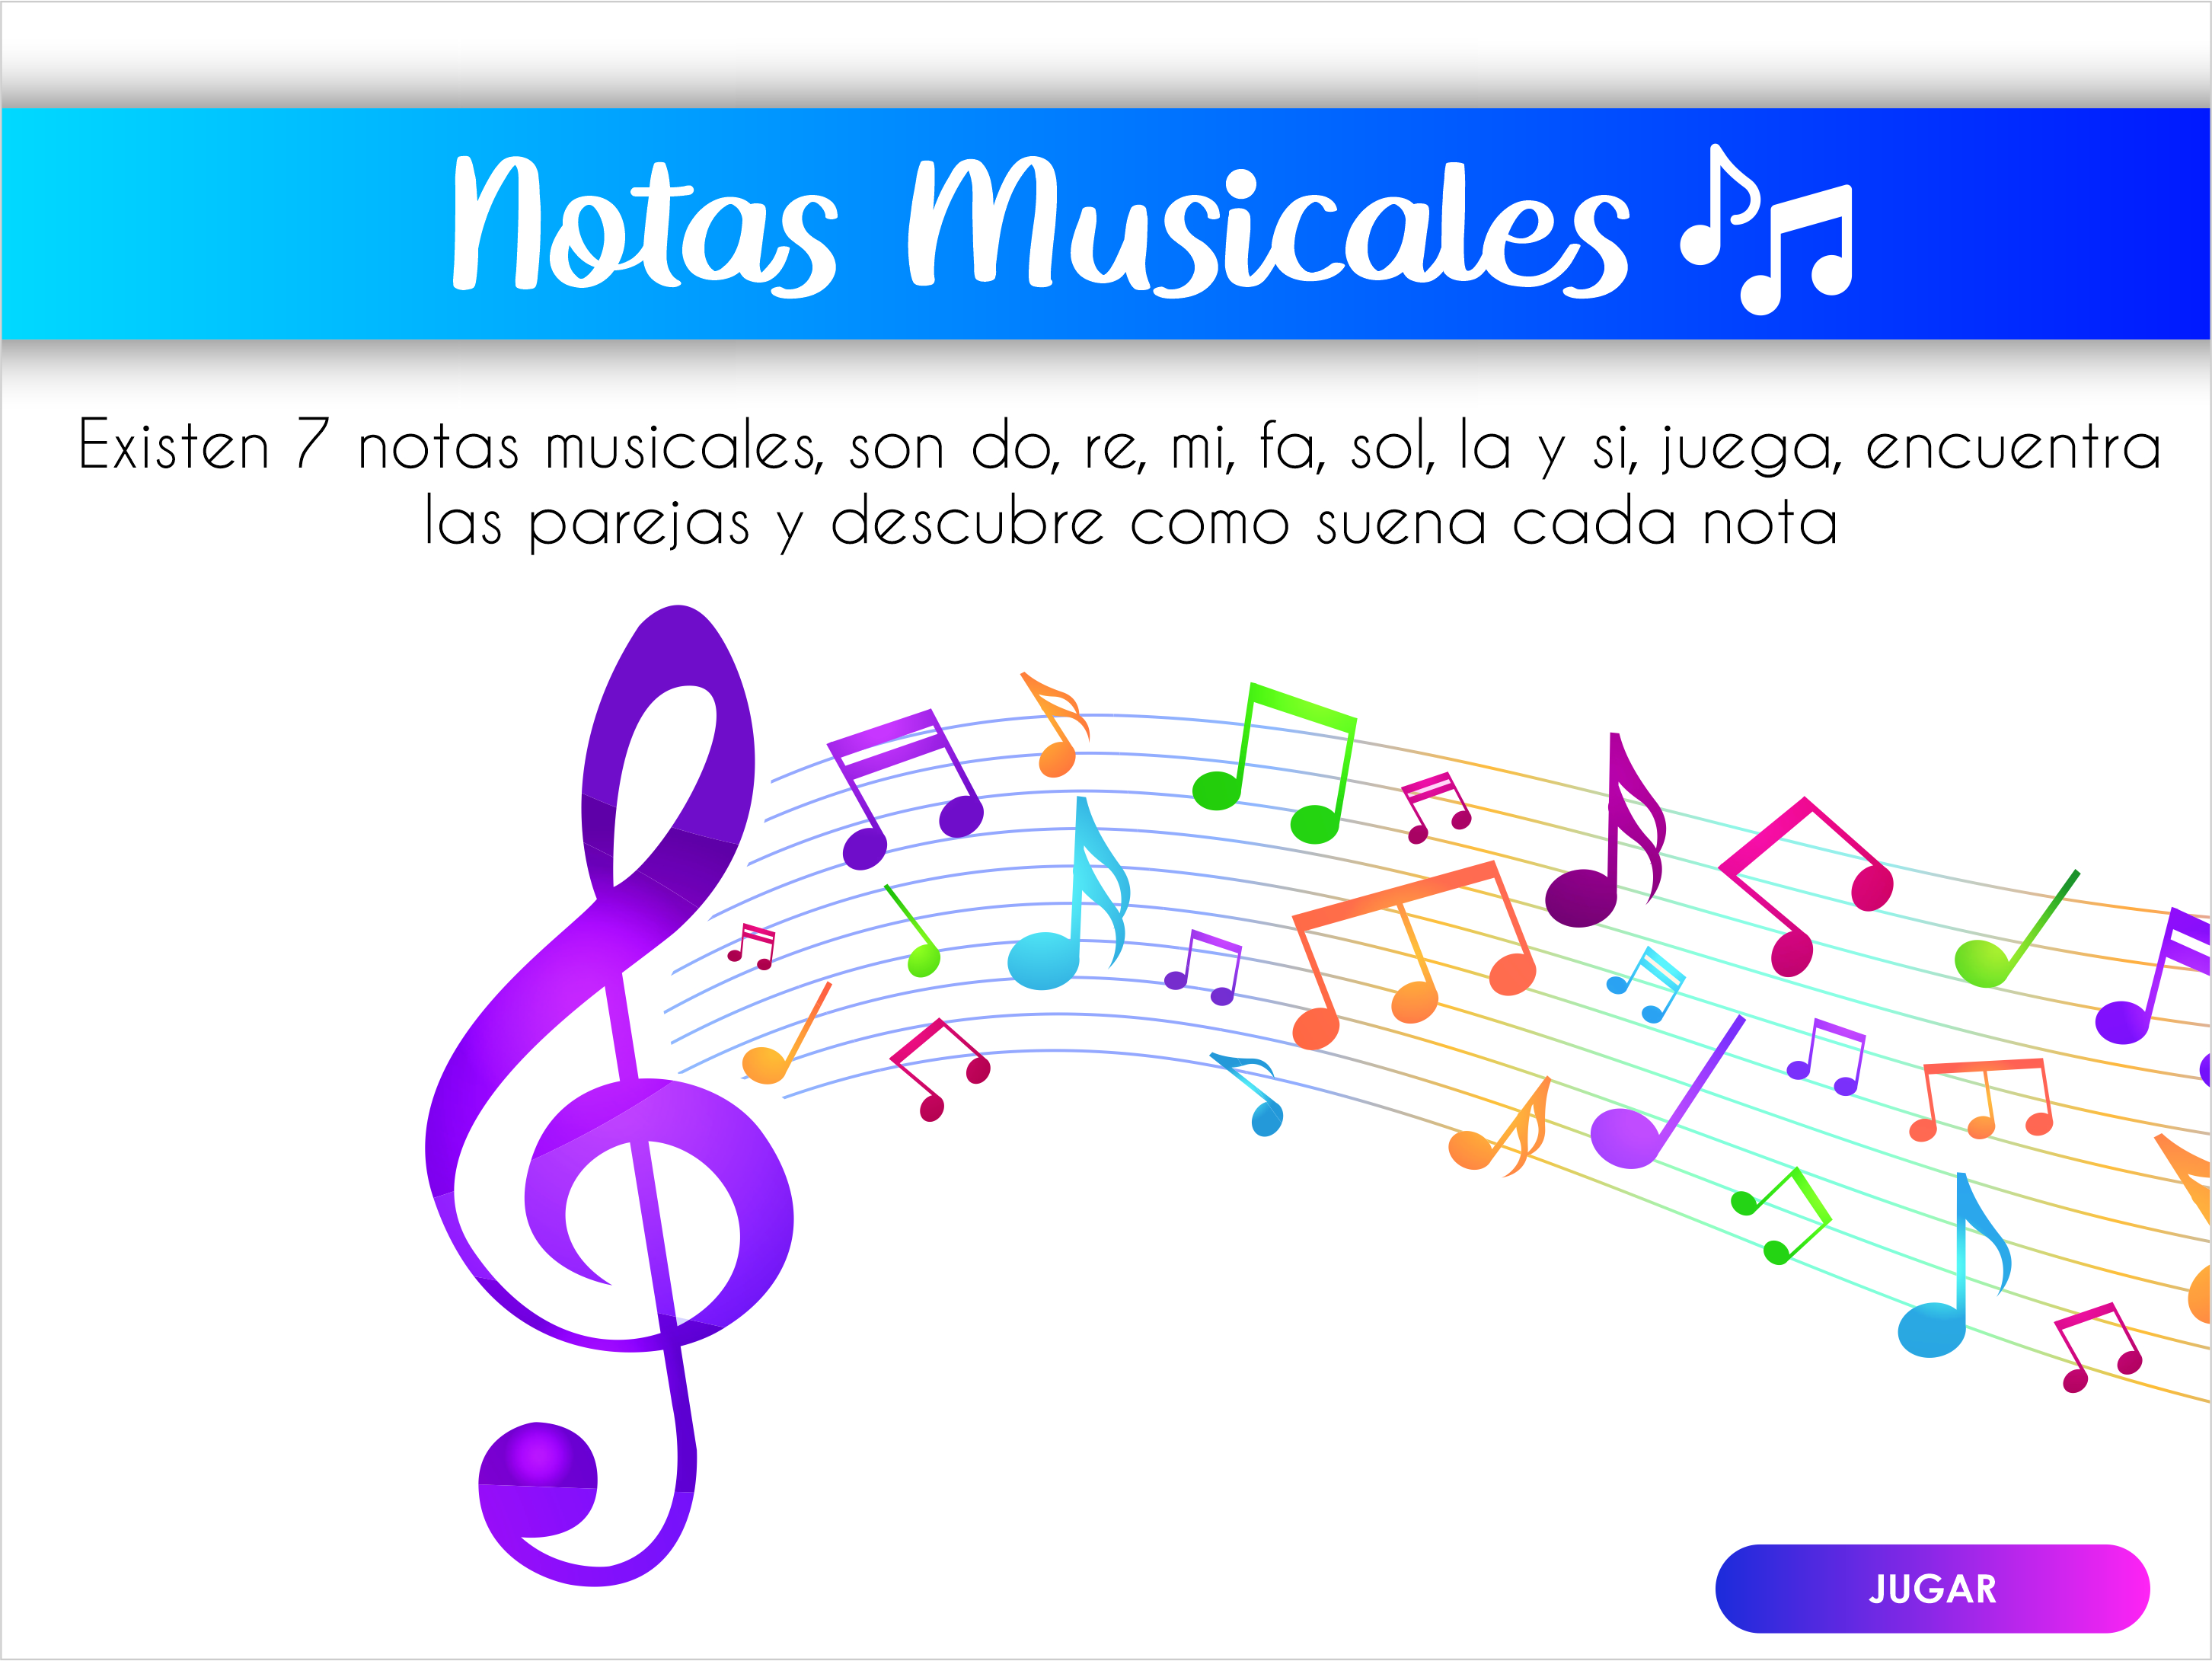 Notas Musicales
Existen 7 notas musicales, son do, re, mi, fa, sol, la y si, juega, encuentra
las parejas y descubre como suena cada nota
JUGAR